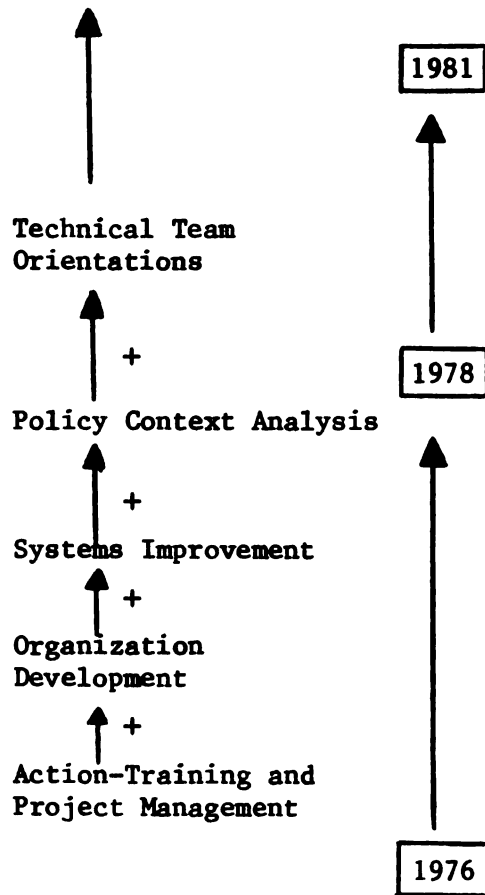 1981
Technical Team
Orientations
+
1978
Policy Context Analysis
+
Systems Improvement
+
Organization
Development
+
Action-Training and
Project Management
1976